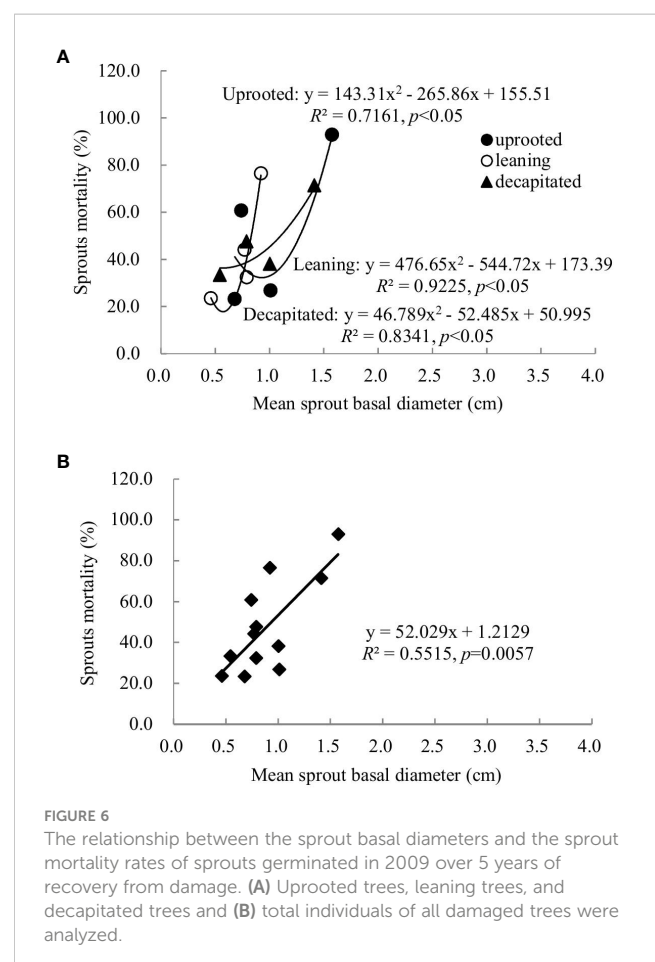 A
120.0
100.0
80.0
60.0
40.0
20.0
0.0
Sprouts mortality (%)
Uprooted: y = 143.31x² - 265.86x + 155.51
R² = 0.7161, p<0.05
uprooted
leaning
decapitated
Leaning: y = 476.65x² - 544.72x + 173.39
R² = 0.9225, p<0.05
Decapitated: y = 46.789x² - 52.485x + 50.995
R² = 0.8341, p<0.05
0.0 0.5 1.0 1.5 2.0 2.5 3.0 3.5 4.0
Mean sprout basal diameter (cm)
B
120.0
100.0
80.0
60.0
40.0
20.0
0.0
Sprouts mortality (%)
y = 52.029x + 1.2129
R² = 0.5515, p=0.0057
0.0 0.5 1.0 1.5 2.0 2.5 3.0 3.5 4.0
Mean sprout basal diameter (cm)
FIGURE 6
The relationship between the sprout basal diameters and the sprout
mortality rates of sprouts germinated in 2009 over 5 years of
recovery from damage. (A) Uprooted trees, leaning trees, and
decapitated trees and (B) total individuals of all damaged trees were
analyzed.